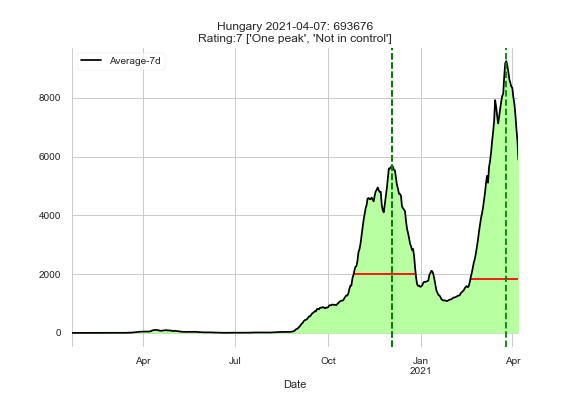 Hungary 2021-04-07: 693676
Rating:7 ['One peak', 'Not in control']
Average-7d
8000
6000
4000
2000
0
Apr
Jul
Oct
Jan
2021
Apr
Date